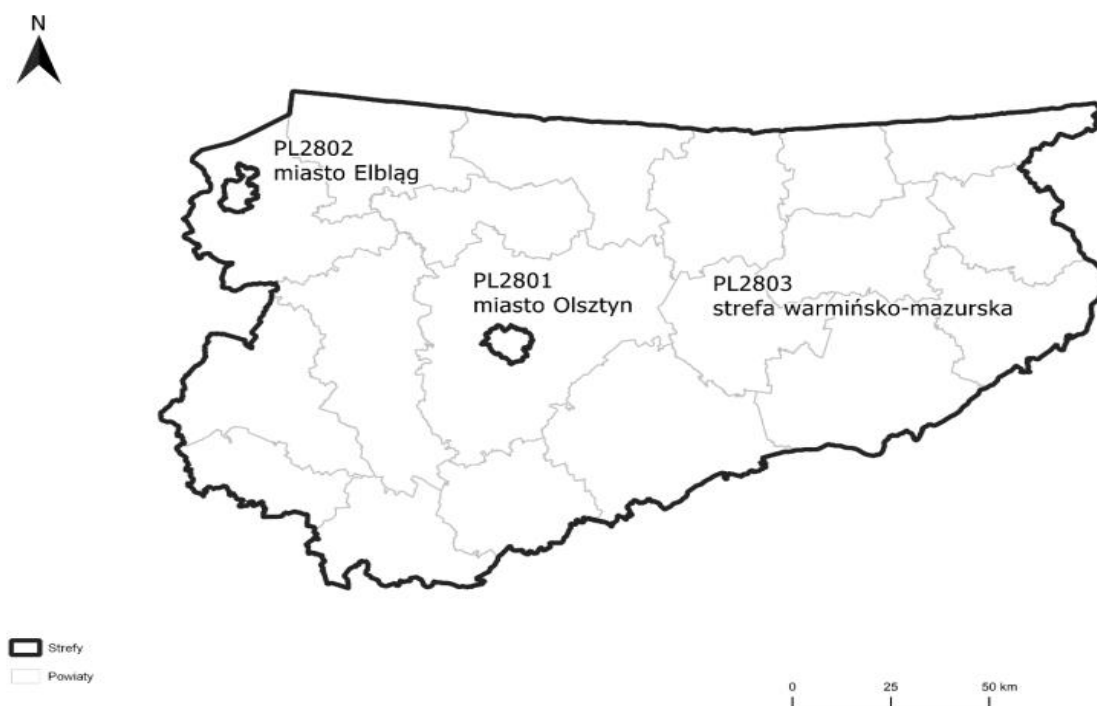 N
PL2802
miasto Elbląg
PL2801
miasto Olsztyn
PL2803
strefa warmińsko-mazurska
Strefy
Powiaty
0 25 50 km